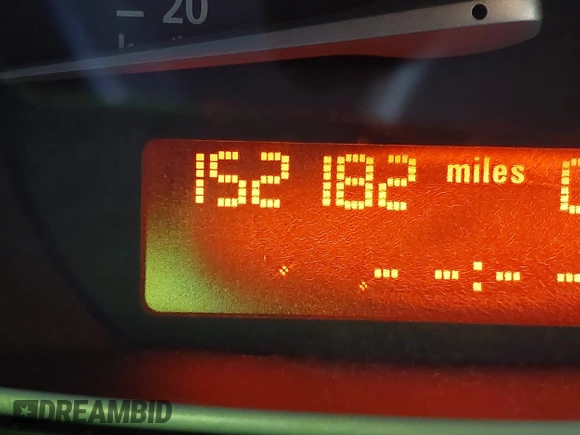 – 20
152 182 miles
- --:-- -
DREAMBID